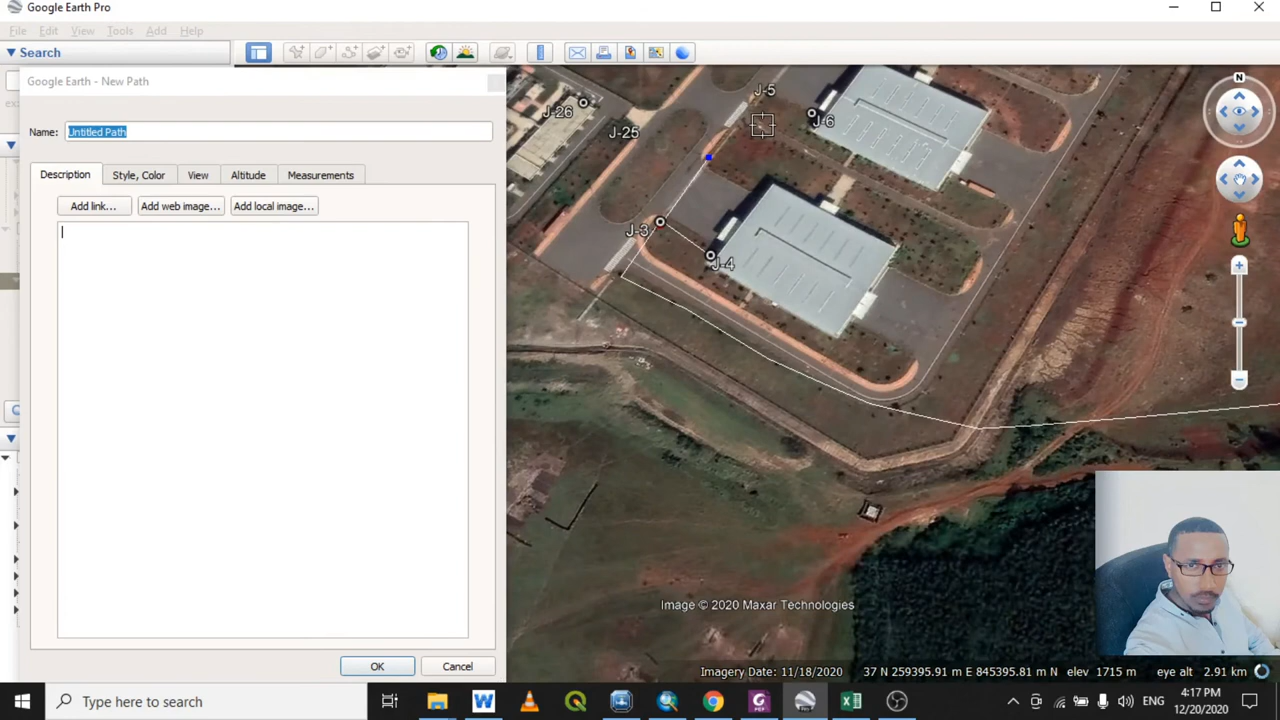 Google Earth Pro
File Edit View Tools Add Help
Search
Google Earth - New Path
Name: Untitled Path
Description Style, Color View Altitude Measurements
Add link... Add web image... Add local image...
OK Cancel
J-5
J-26
J-6
J-25
J-3
J-4
N
Image © 2020 Maxar Technologies
Imagery Date: 11/18/2020 37 N 259395.91 m E 845395.81 m N elev 1715 m eye alt 2.91 km
Type here to search
ENG
4:17 PM
12/20/2020